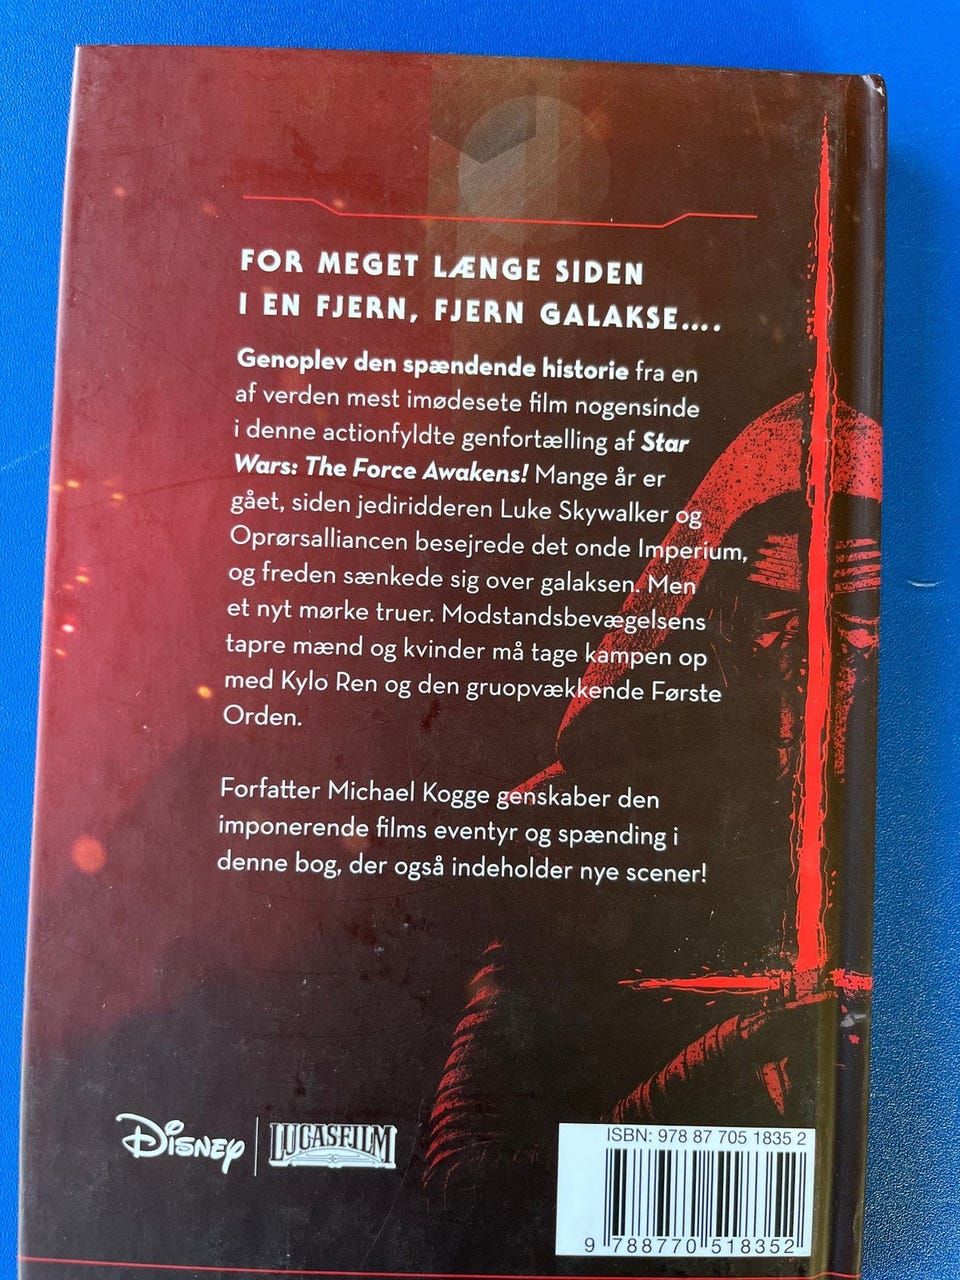 FOR MEGET LÆNGE SIDEN
I EN FJERN, FJERN GALAKSE....
Genoplev den spændende historie fra en
af verden mest imødesete film nogensinde
i denne actionfyldte genfortælling af Star
Wars: The Force Awakens! Mange år er
gået, siden jediridderen Luke Skywalker og
Oprørsalliancen besejrede det onde Imperium,
og freden sænkede sig over galaksen. Men
et nyt mørke truer. Modstandsbevægelsens
tapre mænd og kvinder må tage kampen op
med Kylo Ren og den gruopvækkende Første
Orden.
Forfatter Michael Kogge genskaber den
imponerende films eventyr og spænding i
denne bog, der også indeholder nye scener!
DISNEY | LUCASFILM
ISBN: 978 87 705 1835 2
9 788770 518352